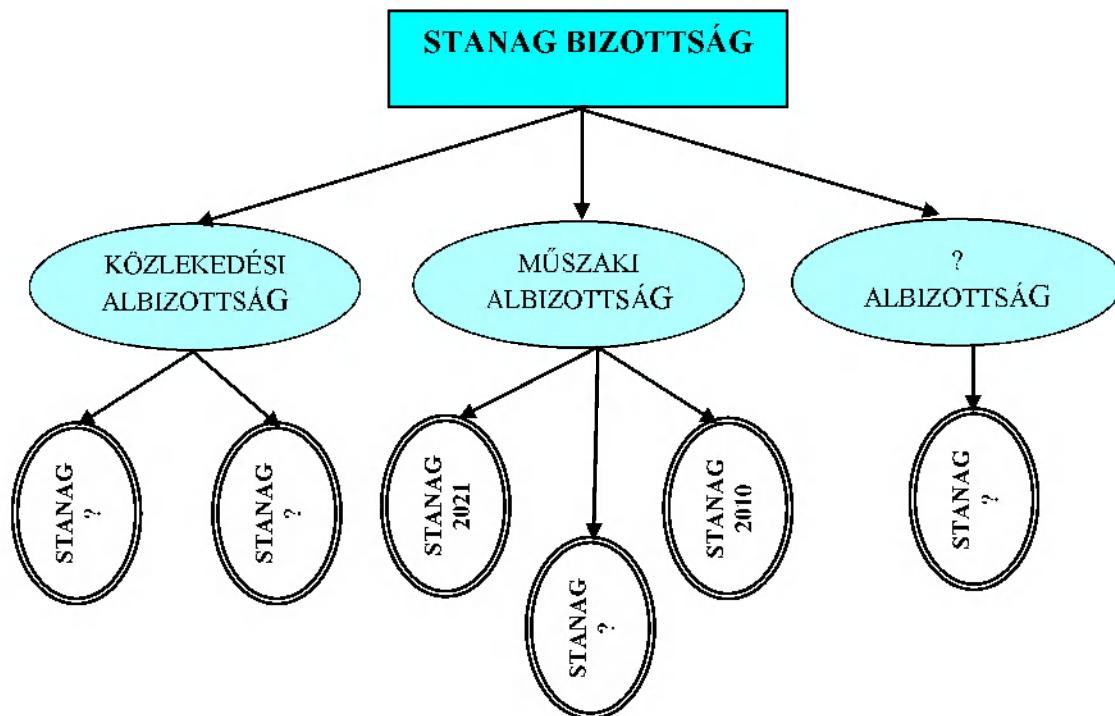 STANAG BIZOTTSÁG
KÖZLEKEDÉSI
ALBIZOTTSÁG
MŰSZAKI
ALBIZOTTSÁG
?
ALBIZOTTSÁG
STANAG
?
STANAG
?
STANAG
2021
STANAG
?
STANAG
2010
STANAG
?